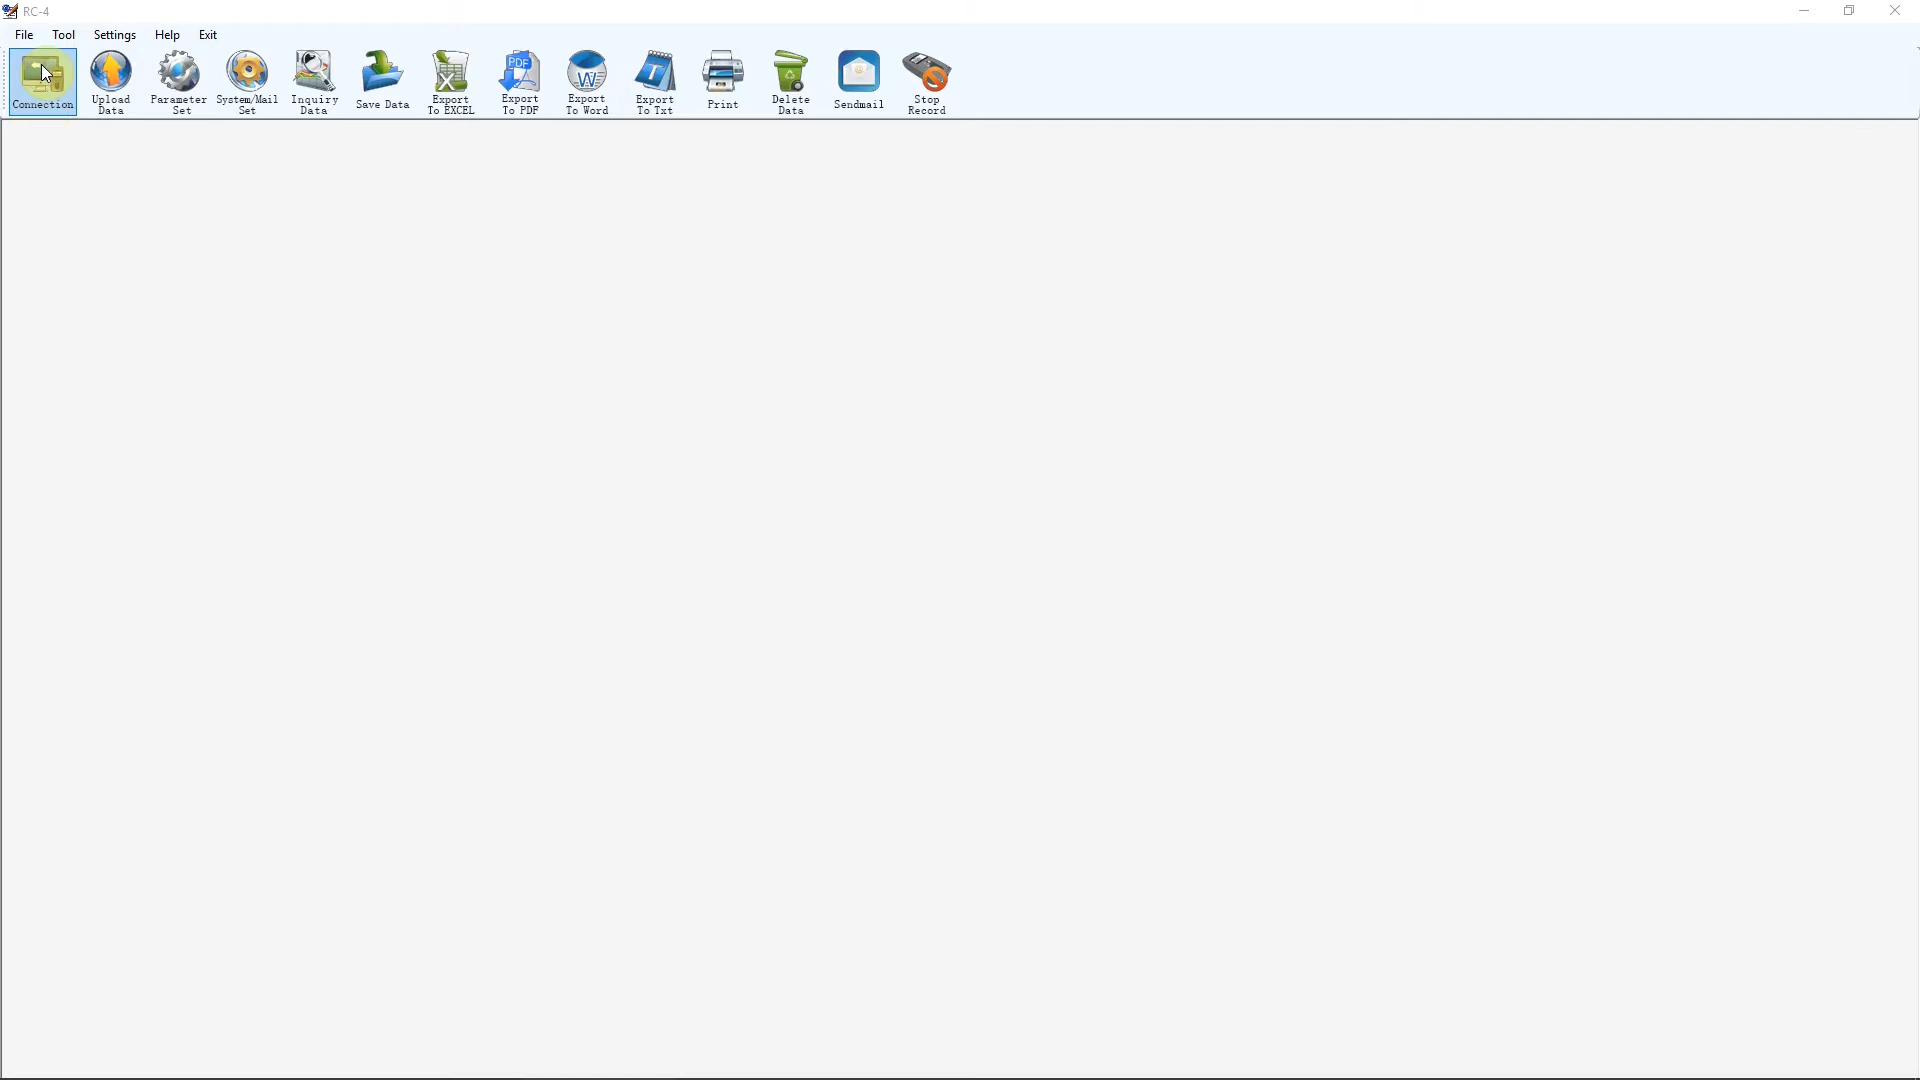 RC-4
File Tool Settings Help Exit
Connection
Upload
Data
Parameter
Set
System/Mail
Set
Inquiry
Data
Save Data
Export
To EXCEL
PDF
Export
To PDF
W
Export
To Word
T
Export
To Txt
Print
Delete
Data
Sendmail
Stop
Record